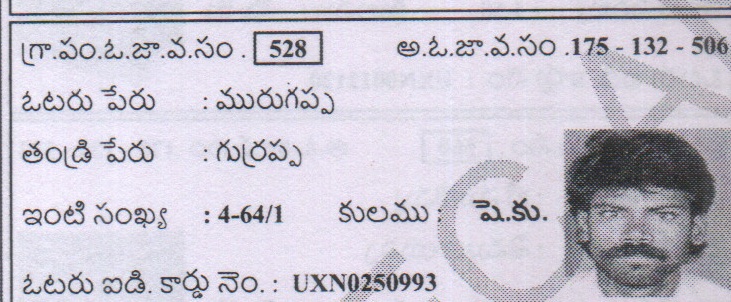 గ్రా.పం.ఓ.జా.వ.సం . 528 అ.ఓ.జా.వ.సం .175 - 132 - 506
ఓటరు పేరు : మురుగప్ప
తండ్రి పేరు : గుర్రప్ప
ఇంటి సంఖ్య : 4-64/1 కులము : షె.కు.
ఓటరు ఐడి. కార్డు నెం. : UXN0250993